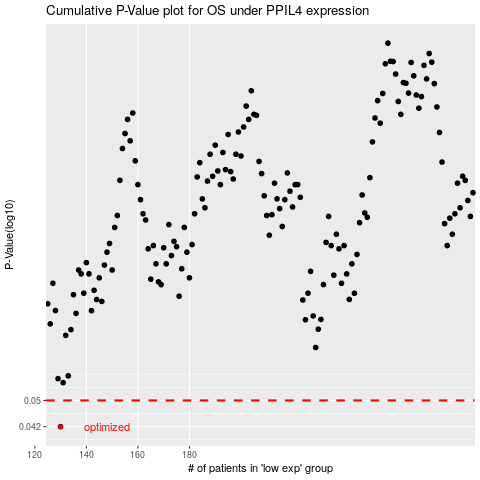 Cumulative P-Value plot for OS under PPIL4 expression
P-Value(log10)
0.05
0.042
optimized
120 140 160 180
# of patients in 'low exp' group